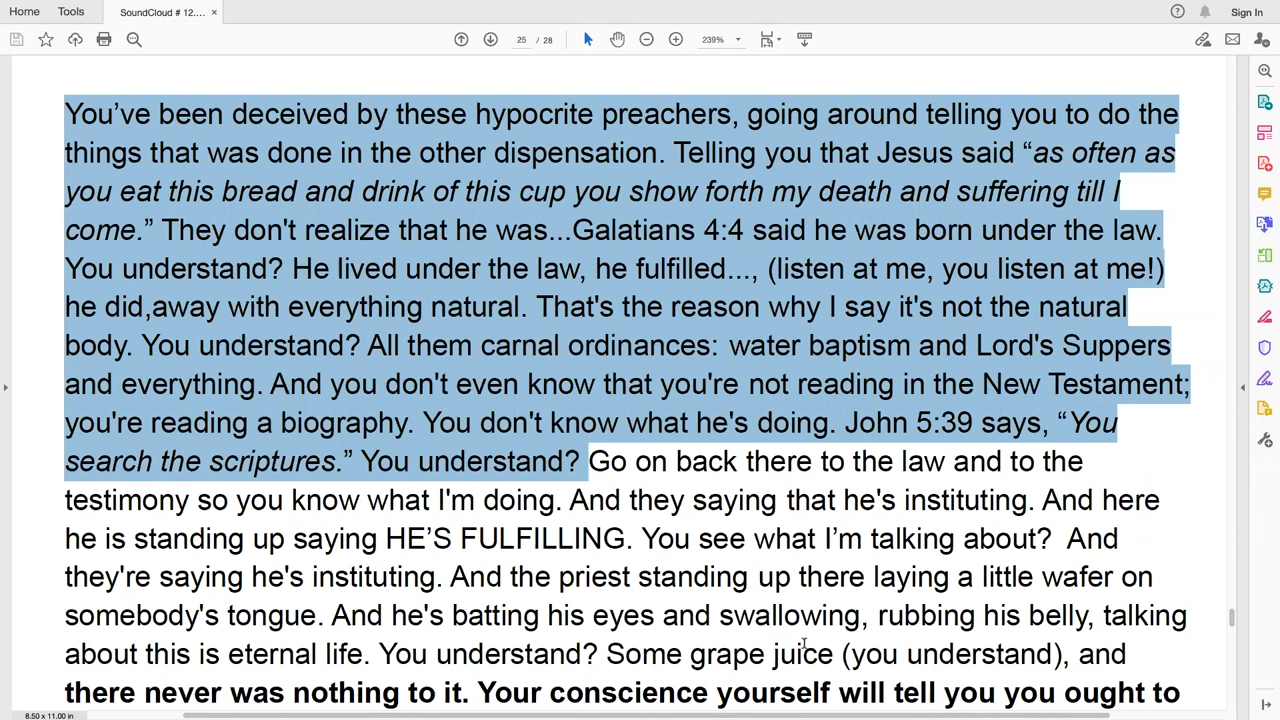 Home Tools SoundCloud # 12.... × Sign In
25 / 28 239%
You’ve been deceived by these hypocrite preachers, going around telling you to do the
things that was done in the other dispensation. Telling you that Jesus said “as often as
you eat this bread and drink of this cup you show forth my death and suffering till I
come.” They don't realize that he was...Galatians 4:4 said he was born under the law.
You understand? He lived under the law, he fulfilled..., (listen at me, you listen at me!)
he did,away with everything natural. That's the reason why I say it's not the natural
body. You understand? All them carnal ordinances: water baptism and Lord's Suppers
and everything. And you don't even know that you're not reading in the New Testament;
you're reading a biography. You don't know what he's doing. John 5:39 says, “You
search the scriptures.” You understand? Go on back there to the law and to the
testimony so you know what I'm doing. And they saying that he's instituting. And here
he is standing up saying HE’S FULFILLING. You see what I’m talking about? And
they're saying he's instituting. And the priest standing up there laying a little wafer on
somebody's tongue. And he's batting his eyes and swallowing, rubbing his belly, talking
about this is eternal life. You understand? Some grape juice (you understand), and
there never was nothing to it. Your conscience yourself will tell you you ought to
8.50 x 11.00 in